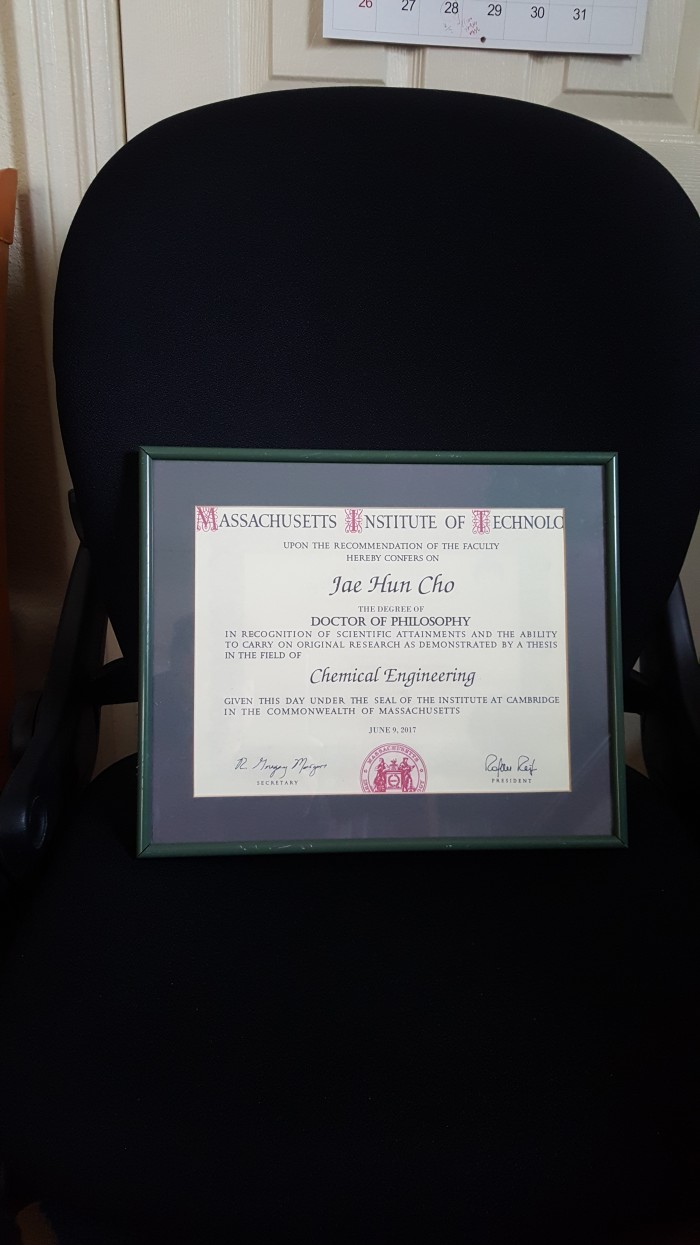 26 27 28 29 30 31
MASSACHUSETTS INSTITUTE OF TECHNOLO
UPON THE RECOMMENDATION OF THE FACULTY
HEREBY CONFERS ON
Jae Hun Cho
THE DEGREE OF
DOCTOR OF PHILOSOPHY
IN RECOGNITION OF SCIENTIFIC ATTAINMENTS AND THE ABILITY
TO CARRY ON ORIGINAL RESEARCH AS DEMONSTRATED BY A THESIS
IN THE FIELD OF
Chemical Engineering
GIVEN THIS DAY UNDER THE SEAL OF THE INSTITUTE AT CAMBRIDGE
IN THE COMMONWEALTH OF MASSACHUSETTS
JUNE 9, 2017
SECRETARY
MASSACHUSETTS
PRESIDENT